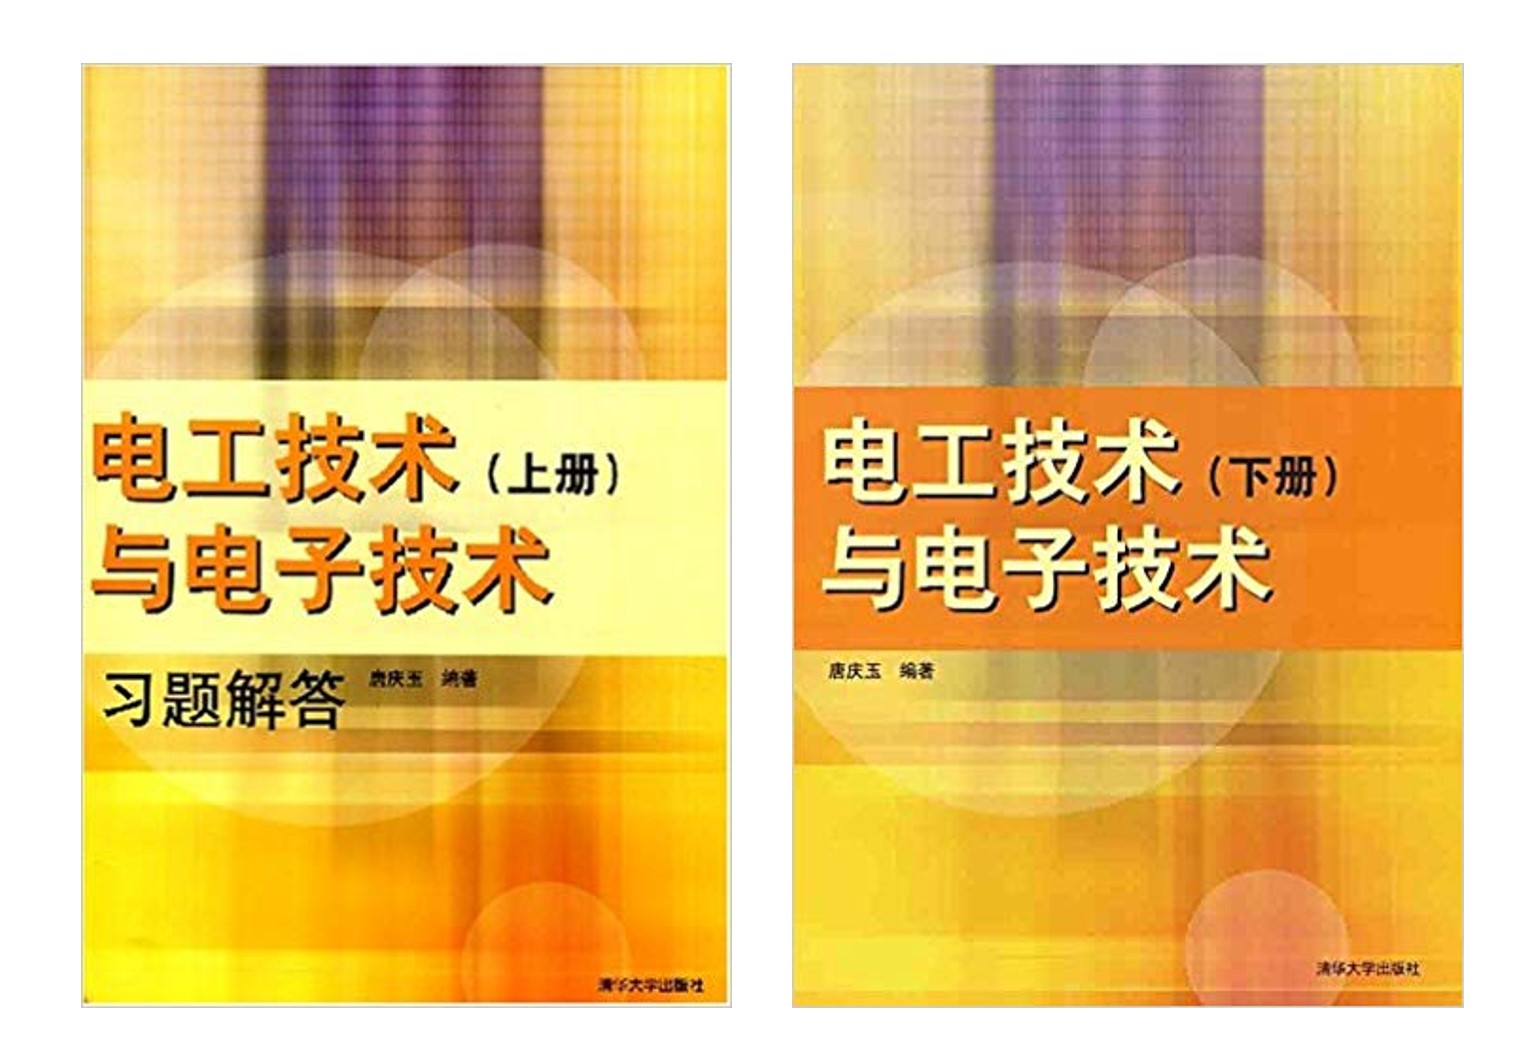 电工技术（上册）
与电子技术
习题解答 唐庆玉 编著
清华大学出版社
电工技术（下册）
与电子技术
唐庆玉 编著
清华大学出版社